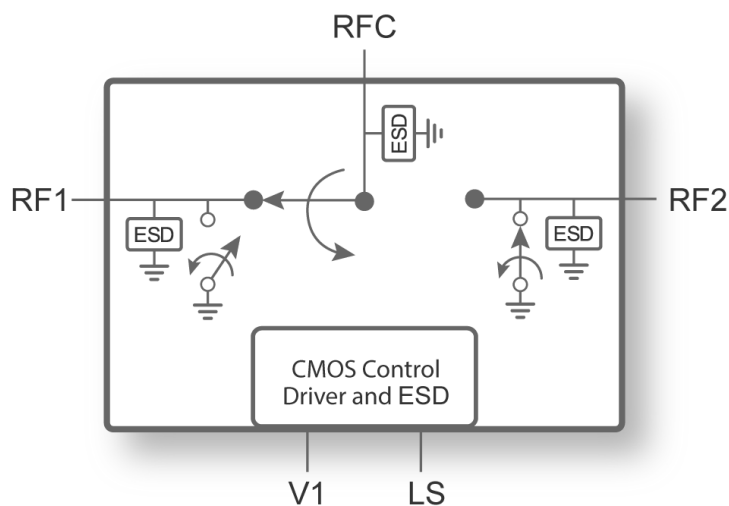 RFC
ESD
RF1
RF2
ESD
ESD
CMOS Control
Driver and ESD
V1
LS